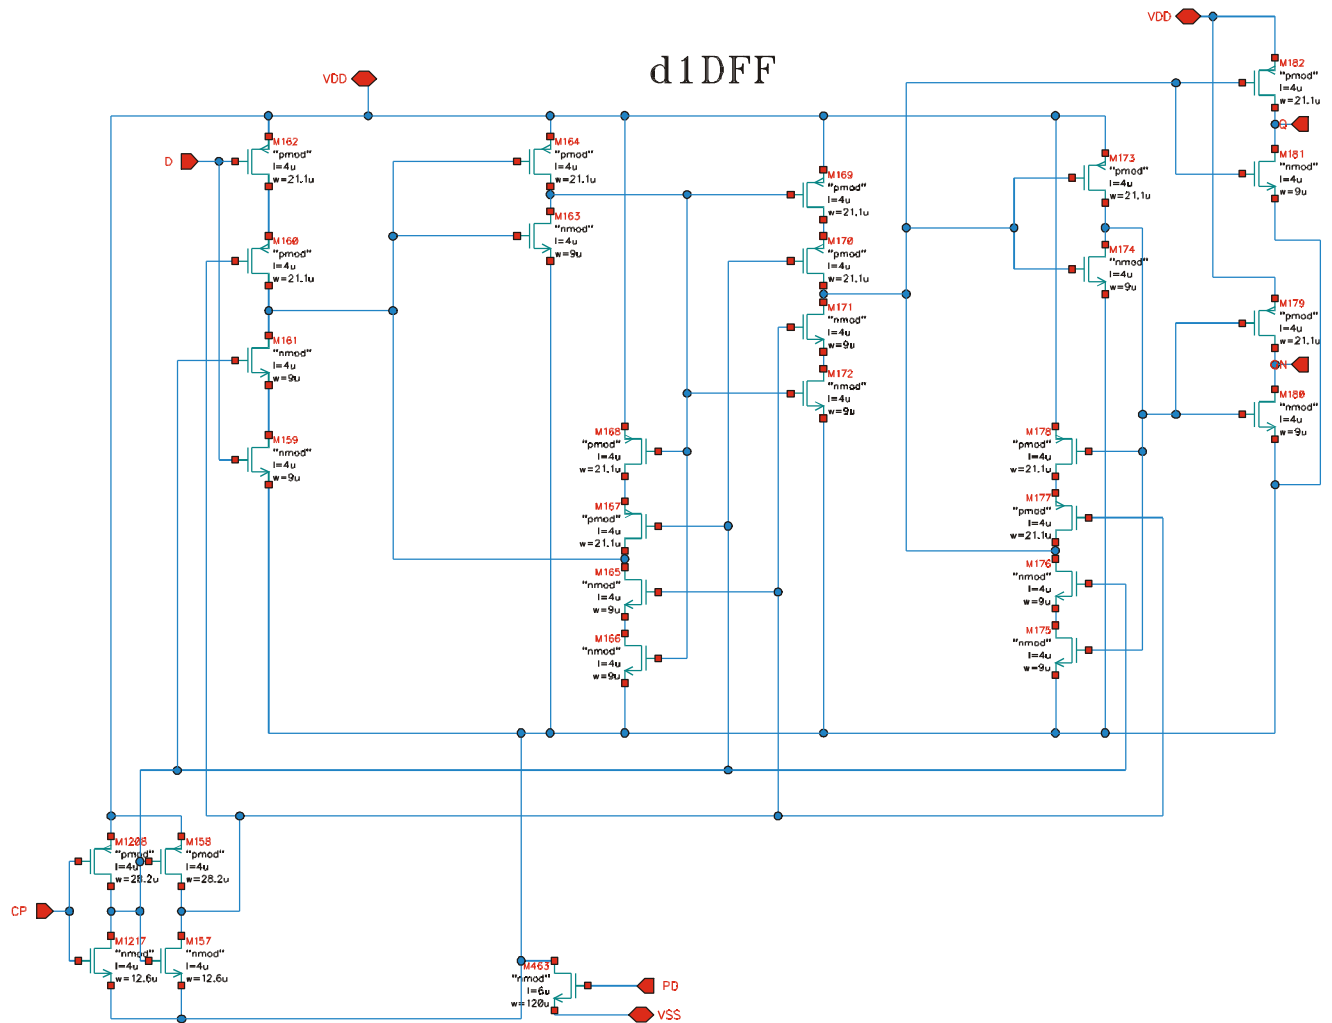 d1DFF
VDD
VDD
M182
"pmod"
l=4u
w=21.1u
Q
M181
"nmod"
l=4u
w=9u
D
M162
"pmod"
l=4u
w=21.1u
M164
"pmod"
l=4u
w=21.1u
M173
"pmod"
l=4u
w=21.1u
M169
"pmod"
l=4u
w=21.1u
M163
"nmod"
l=4u
w=9u
M160
"pmod"
l=4u
w=21.1u
M170
"pmod"
l=4u
w=21.1u
M174
"nmod"
l=4u
w=9u
M171
"nmod"
l=4u
w=9u
M179
"pmod"
l=4u
w=21.1u
M161
"nmod"
l=4u
w=9u
M172
"nmod"
l=4u
w=9u
M180
"nmod"
l=4u
w=9u
M159
"nmod"
l=4u
w=9u
M168
"pmod"
l=4u
w=21.1u
M178
"pmod"
l=4u
w=21.1u
M167
"pmod"
l=4u
w=21.1u
M177
"pmod"
l=4u
w=21.1u
M165
"nmod"
l=4u
w=9u
M176
"nmod"
l=4u
w=9u
M166
"nmod"
l=4u
w=9u
M175
"nmod"
l=4u
w=9u
M1208
"pmod"
l=4u
w=28.2u
M158
"pmod"
l=4u
w=28.2u
CP
M1217
"nmod"
l=4u
w=12.6u
M157
"nmod"
l=4u
w=12.6u
M463
"nmod"
l=6u
w=120u
PD
VSS